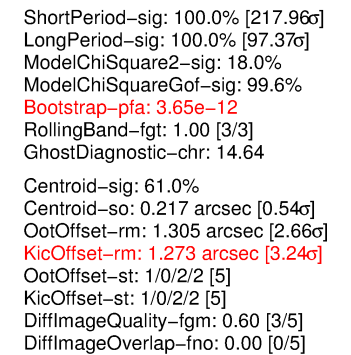 ShortPeriod-sig: 100.0% [217.96σ]
LongPeriod-sig: 100.0% [97.37σ]
ModelChiSquare2-sig: 18.0%
ModelChiSquareGof-sig: 99.6%
Bootstrap-pfa: 3.65e-12
RollingBand-fgt: 1.00 [3/3]
GhostDiagnostic-chr: 14.64
Centroid-sig: 61.0%
Centroid-so: 0.217 arcsec [0.54σ]
OotOffset-rm: 1.305 arcsec [2.66σ]
KicOffset-rm: 1.273 arcsec [3.24σ]
OotOffset-st: 1/0/2/2 [5]
KicOffset-st: 1/0/2/2 [5]
DiffImageQuality-fgm: 0.60 [3/5]
DiffImageOverlap-fno: 0.00 [0/5]